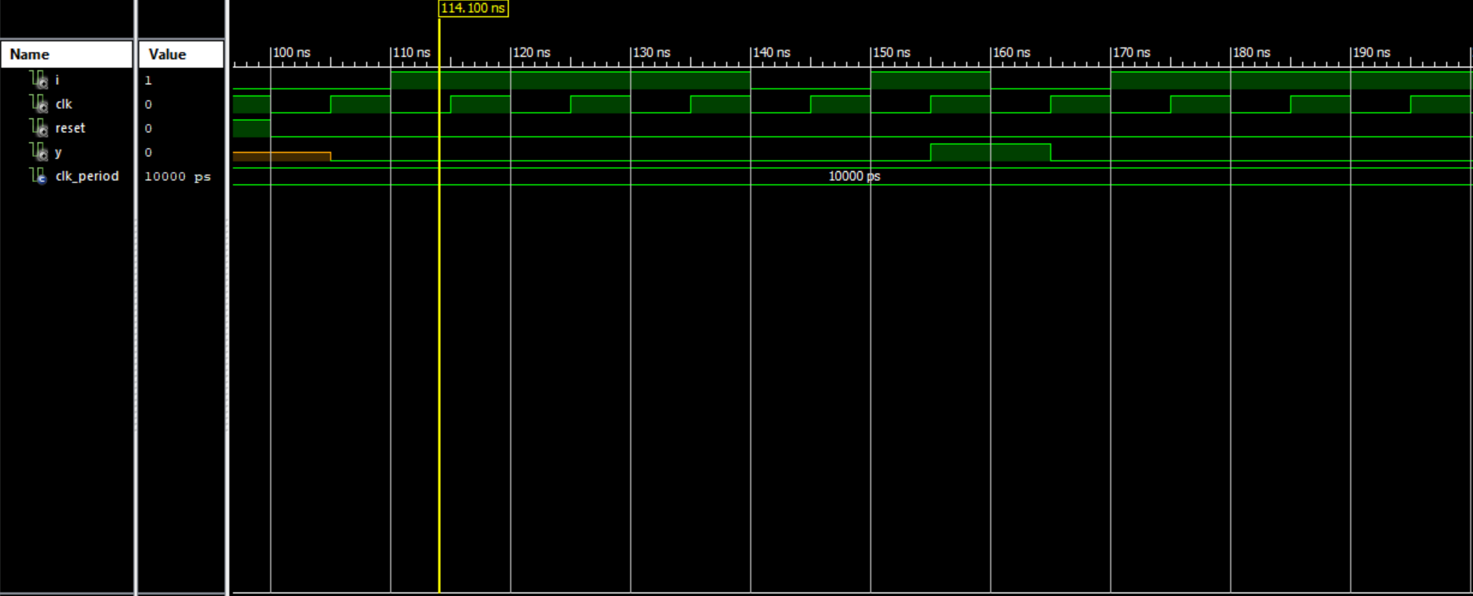 114.100 ns
Name Value
100 ns 110 ns 120 ns 130 ns 140 ns 150 ns 160 ns 170 ns 180 ns 190 ns
i 1
clk 0
reset 0
y 0
clk_period 10000 ps 10000 ps